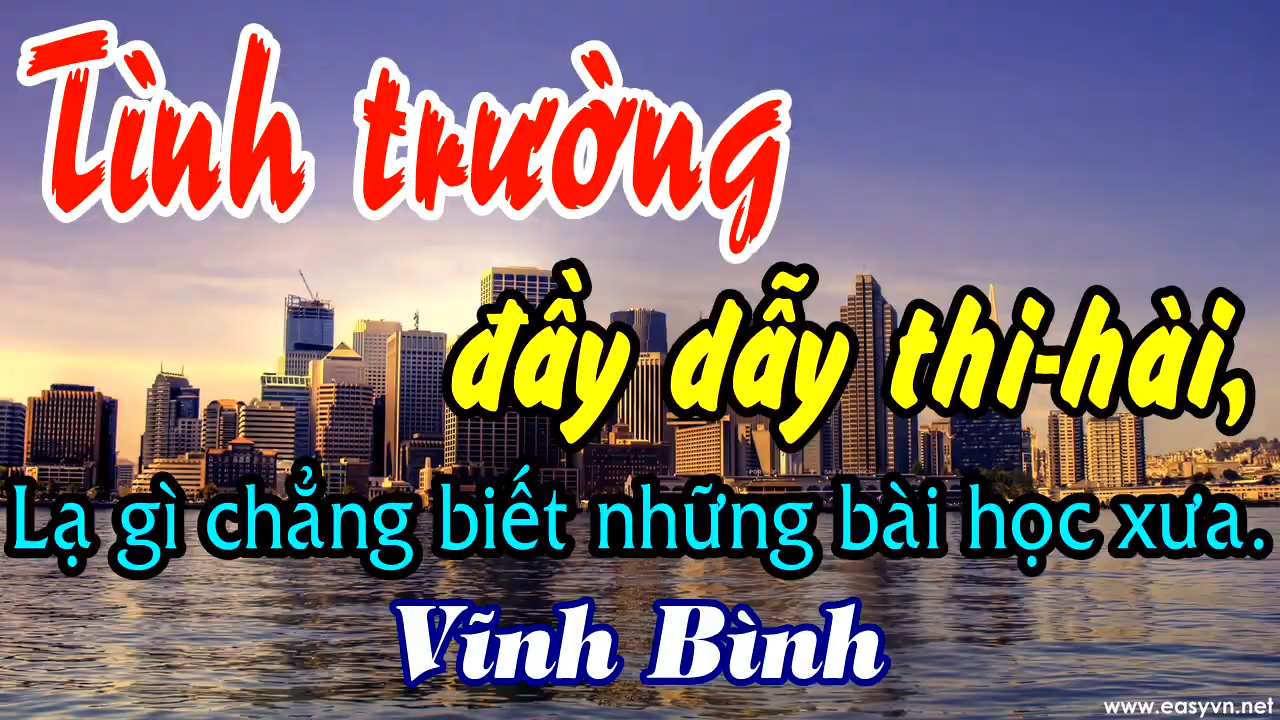 Tình trường
đầy dẫy thi-hài,
Lạ gì chẳng biết những bài học xưa.
Vĩnh Bình
www.easyvn.net